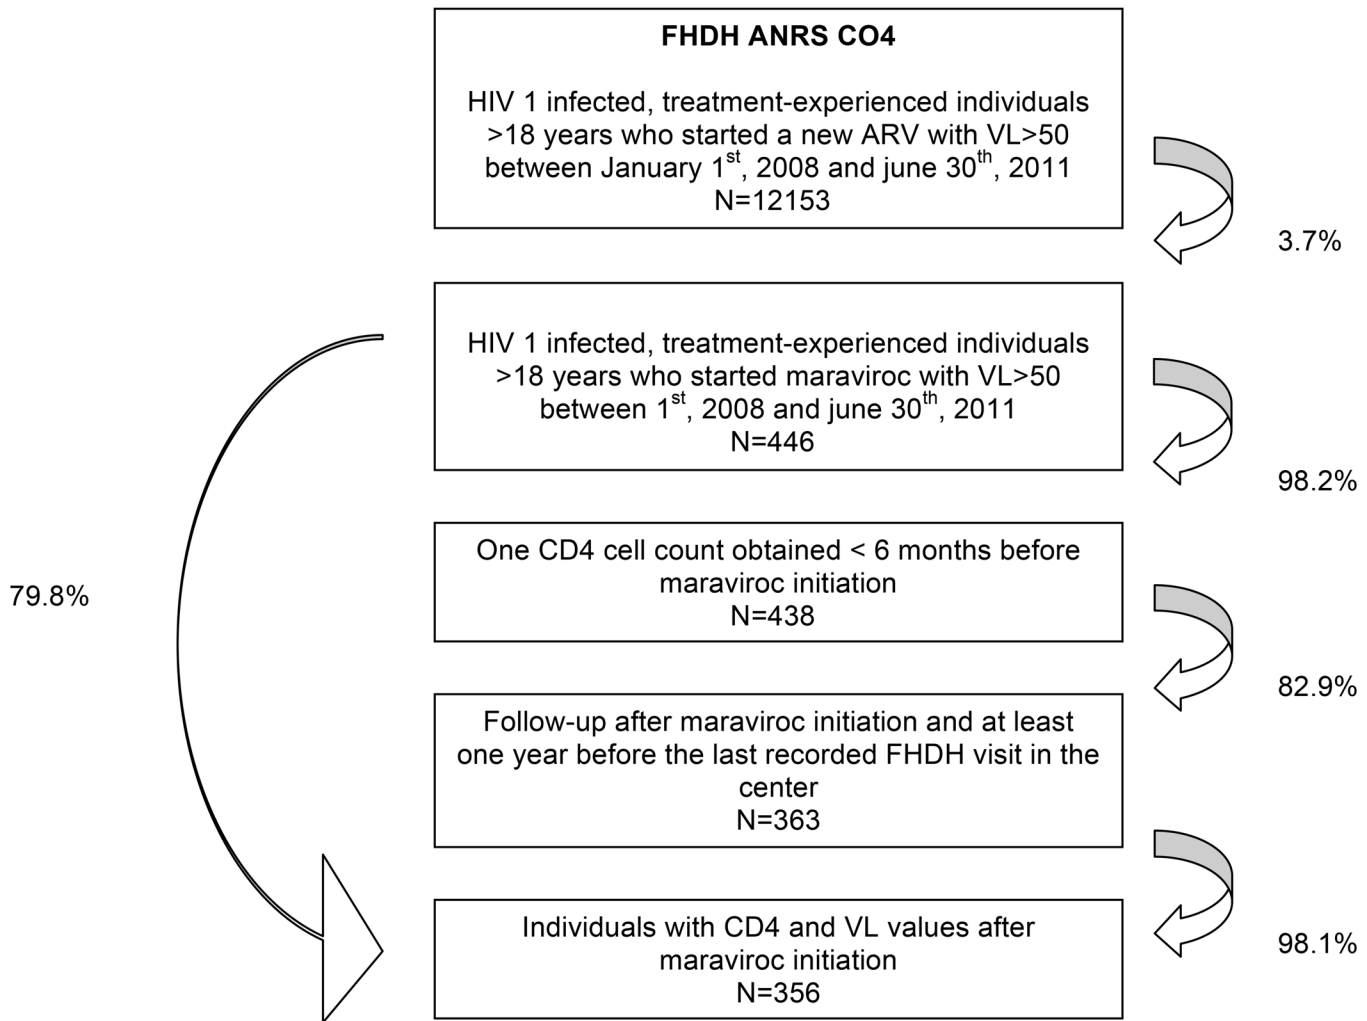 FHDH ANRS CO4
HIV 1 infected, treatment-experienced individuals
>18 years who started a new ARV with VL>50
between January 1st, 2008 and june 30th, 2011
N=12153
3.7%
HIV 1 infected, treatment-experienced individuals
>18 years who started maraviroc with VL>50
between 1st, 2008 and june 30th, 2011
N=446
98.2%
One CD4 cell count obtained < 6 months before
maraviroc initiation
N=438
79.8%
82.9%
Follow-up after maraviroc initiation and at least
one year before the last recorded FHDH visit in the
center
N=363
98.1%
Individuals with CD4 and VL values after
maraviroc initiation
N=356